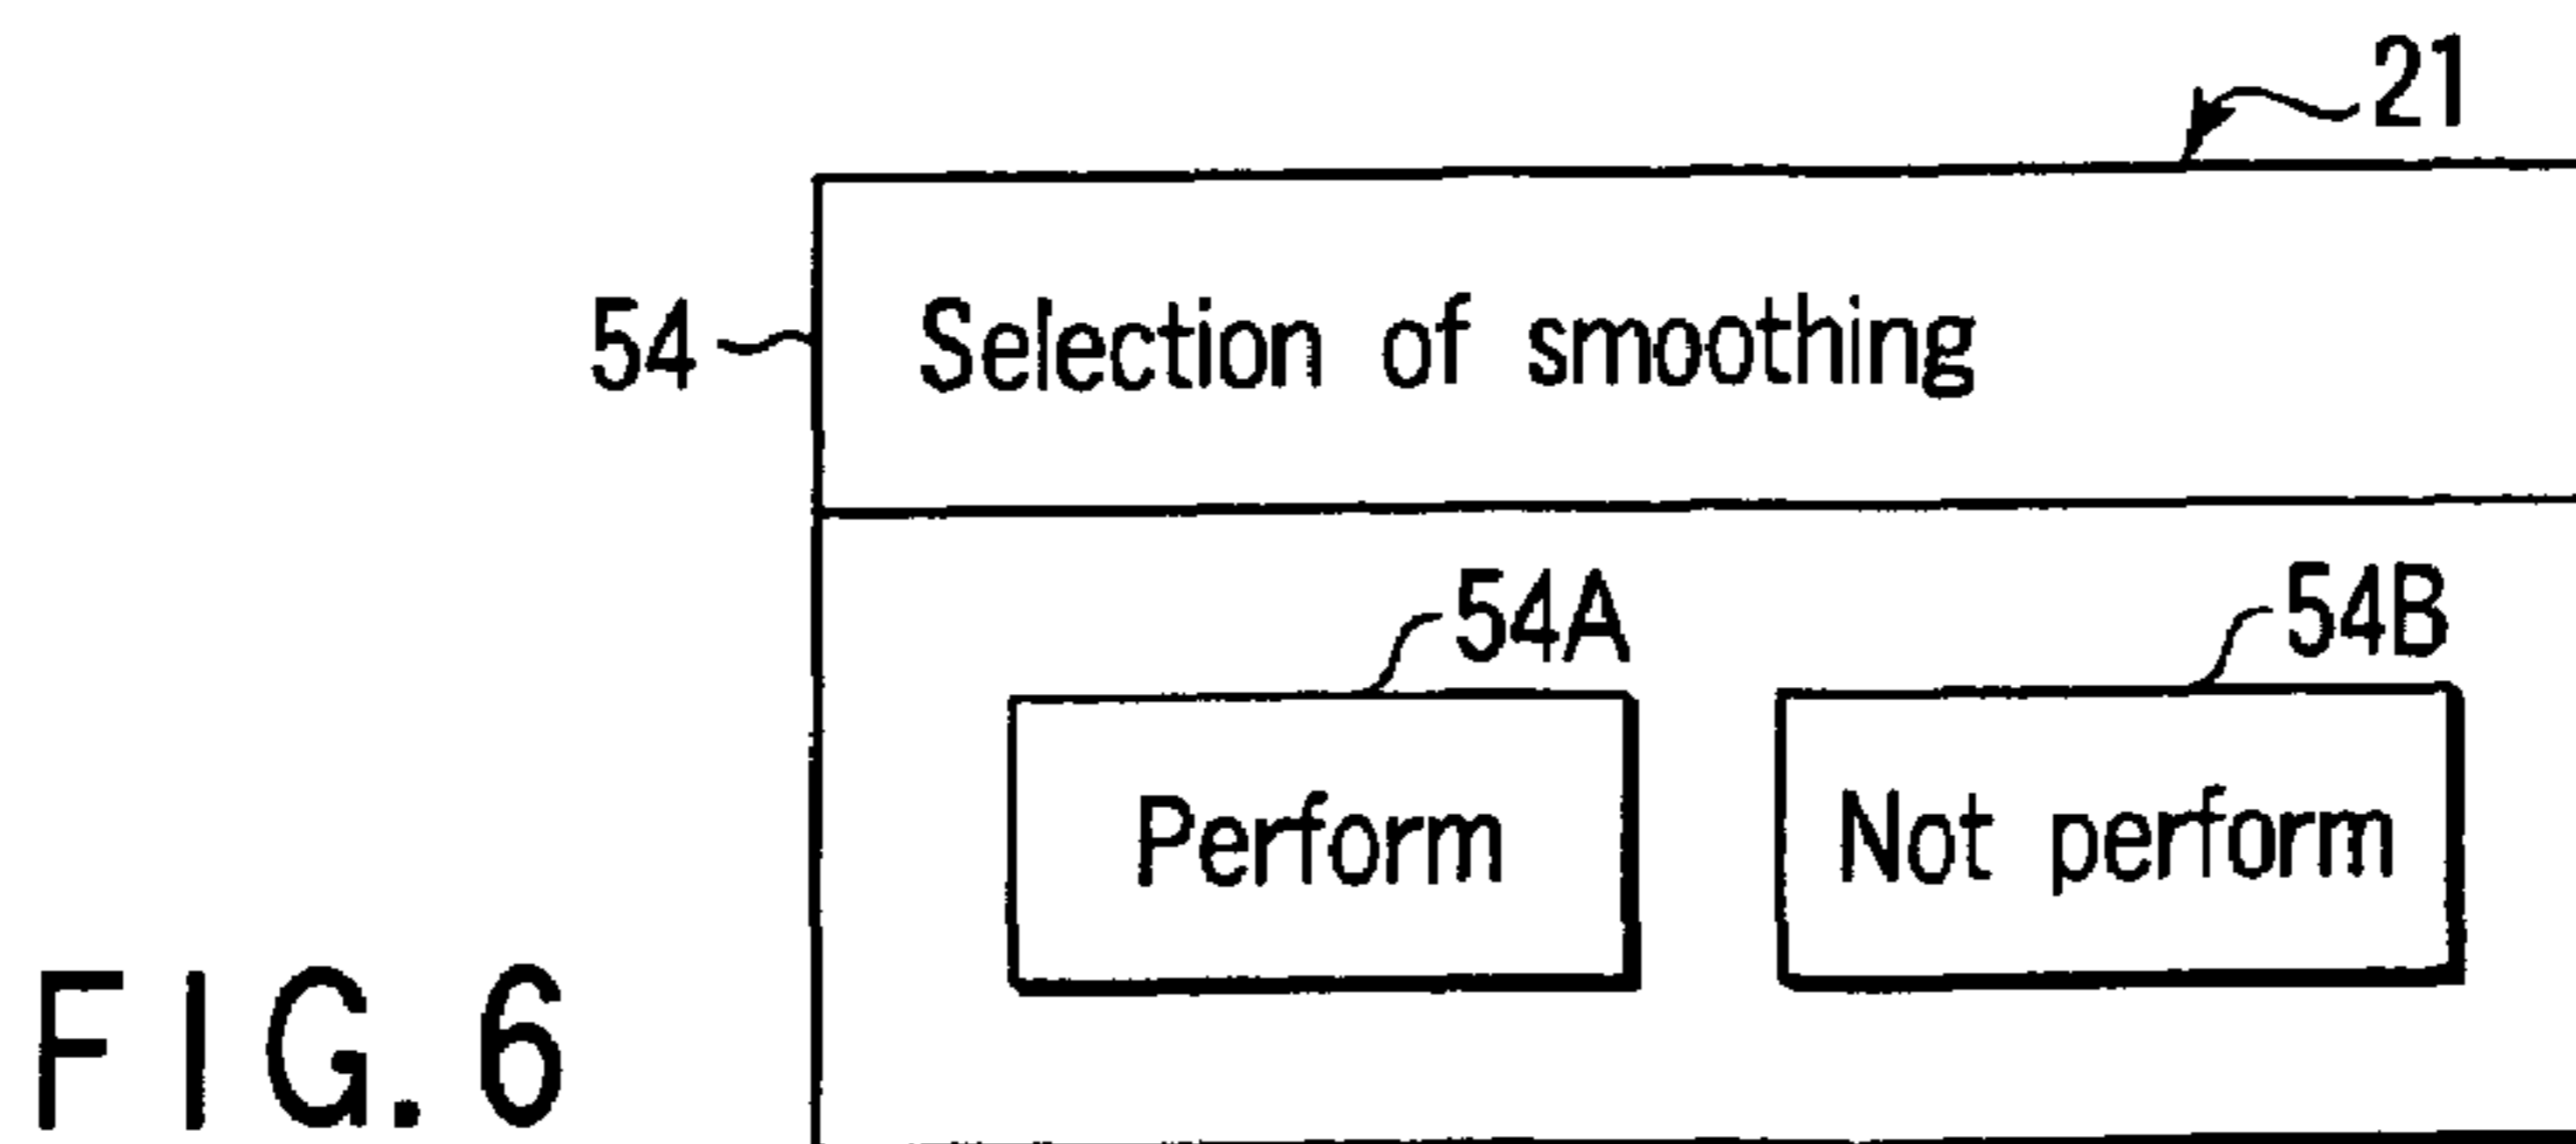 21
54
Selection of smoothing
54A
54B
Perform
Not perform
FIG. 6